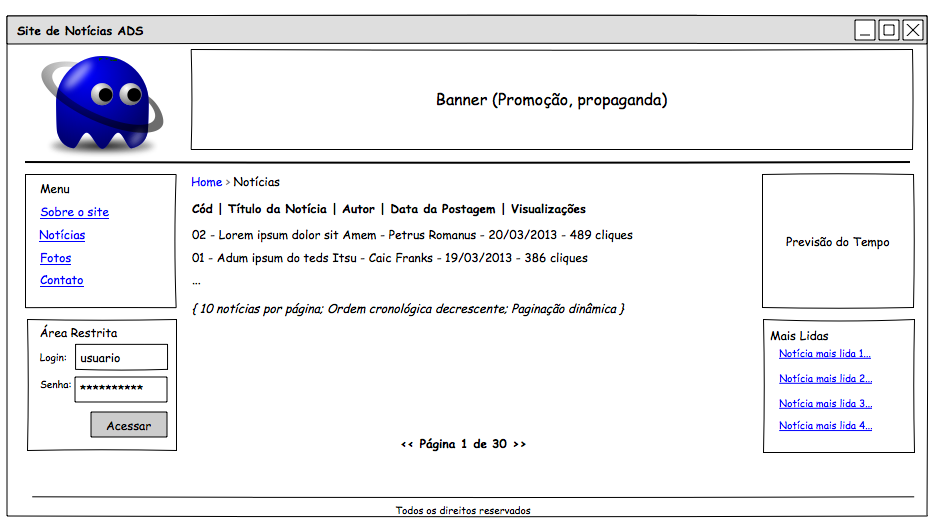 Site de Notícias ADS
Banner (Promoção, propaganda)
Menu
Sobre o site
Notícias
Fotos
Contato
Área Restrita
Login: usuario
Senha: **********
Acessar
Home > Notícias
Cód | Título da Notícia | Autor | Data da Postagem | Visualizações
02 - Lorem ipsum dolor sit Amem - Petrus Romanus - 20/03/2013 - 489 cliques
01 - Adum ipsum do teds Itsu - Caic Franks - 19/03/2013 - 386 cliques
...
{ 10 notícias por página; Ordem cronológica decrescente; Paginação dinâmica }
<< Página 1 de 30 >>
Previsão do Tempo
Mais Lidas
Notícia mais lida 1...
Notícia mais lida 2...
Notícia mais lida 3...
Notícia mais lida 4...
Todos os direitos reservados